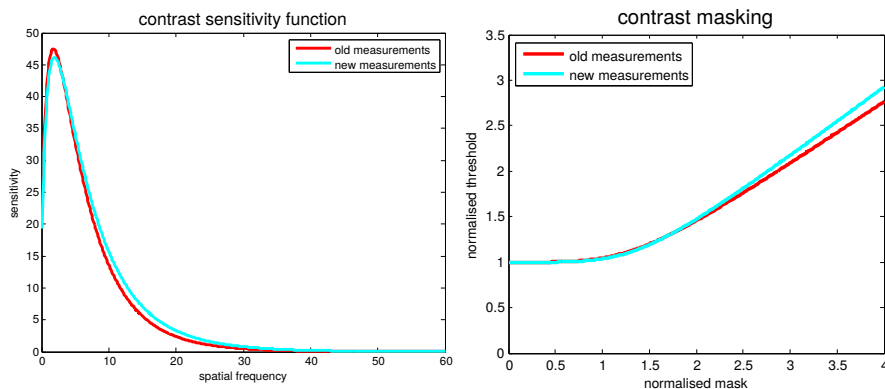 contrast sensitivity function
50
45
40
35
30
25
20
15
10
5
0
sensitivity
old measurements
new measurements
0 10 20 30 40 50 60
spatial frequency
contrast masking
3.5
3
2.5
2
1.5
1
0.5
0
normalised threshold
old measurements
new measurements
0 0.5 1 1.5 2 2.5 3 3.5 4
normalised mask